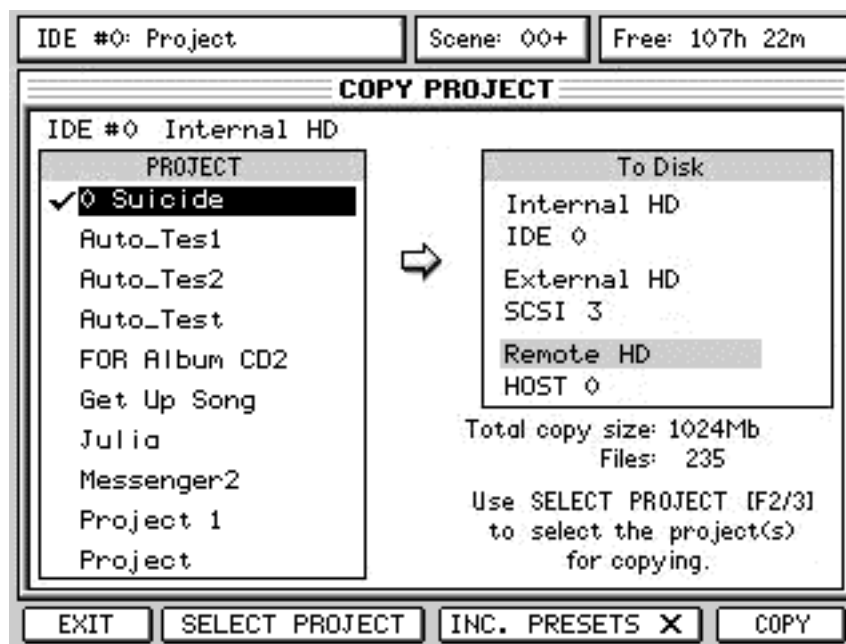 IDE #0: Project
Scene: 00+
Free: 107h 22m
COPY PROJECT
IDE #0 Internal HD
PROJECT
0 Suicide
Auto_Tes1
Auto_Tes2
Auto_Test
FOR Album CD2
Get Up Song
Julia
Messenger2
Project 1
Project
To Disk
Internal HD
IDE 0
External HD
SCSI 3
Remote HD
HOST 0
Total copy size: 1024Mb
Files: 235
Use SELECT PROJECT [F2/3]
to select the project(s)
for copying.
EXIT
SELECT PROJECT
INC. PRESETS X
COPY